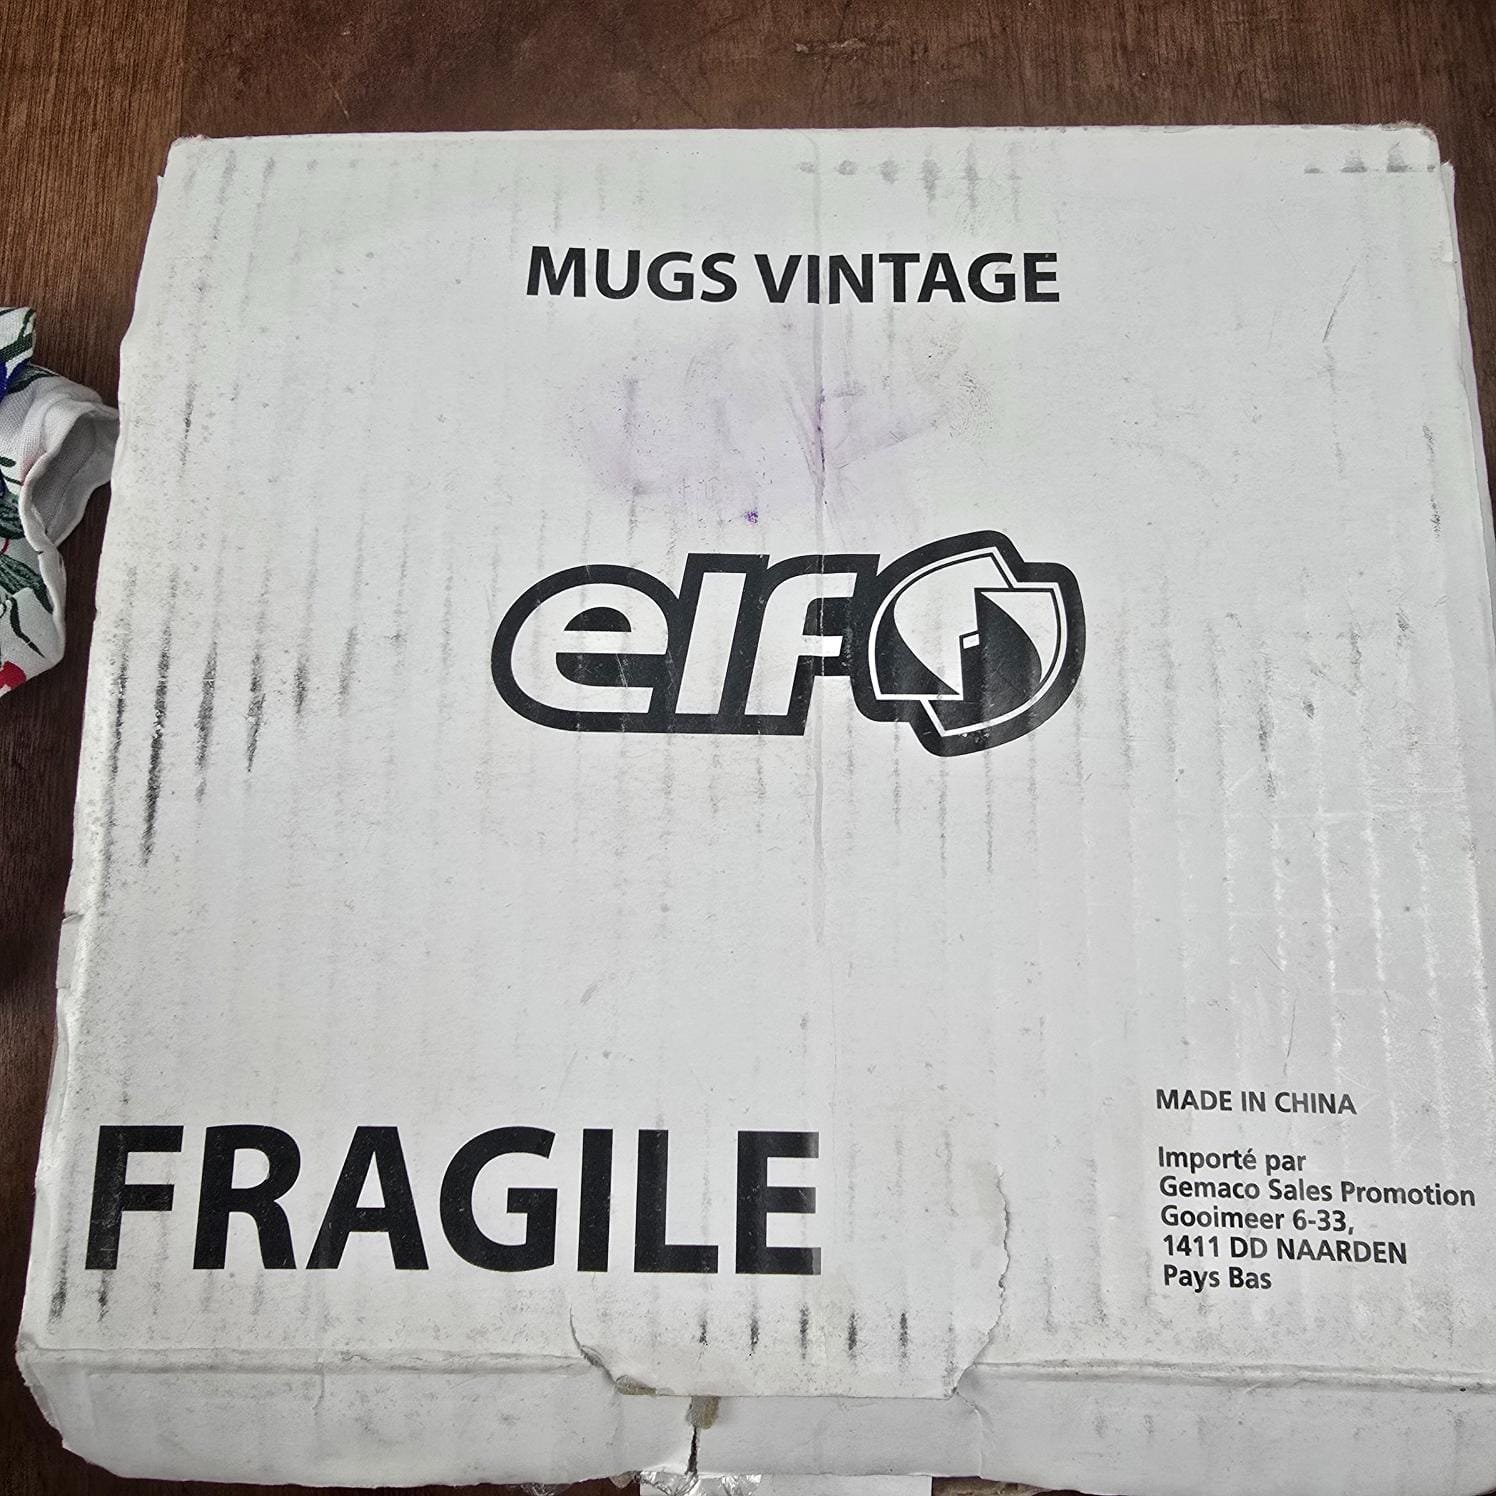 MUGS VINTAGE
elf
FRAGILE
MADE IN CHINA
Importé par
Gemaco Sales Promotion
Gooimeer 6-33,
1411 DD NAARDEN
Pays Bas